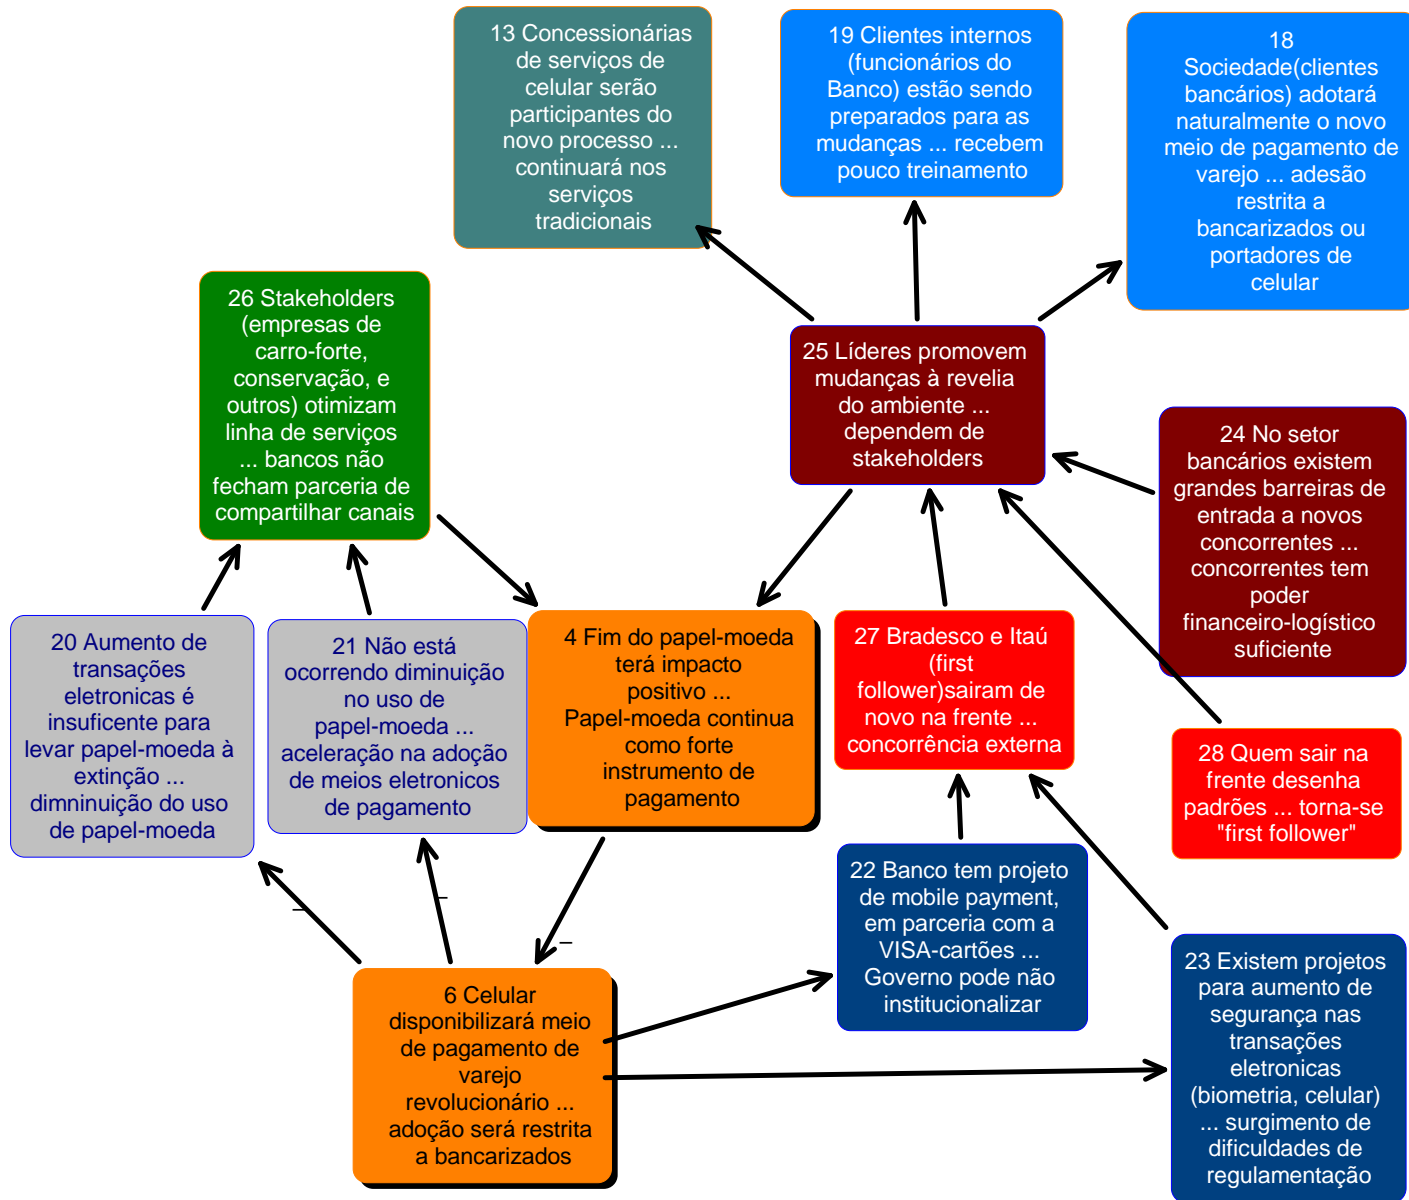 13 Concessionárias
de serviços de
celular serão
participantes do
novo processo ...
continuará nos
serviços
tradicionais
19 Clientes internos
(funcionários do
Banco) estão sendo
preparados para as
mudanças ... recebem
pouco treinamento
18
Sociedade(clientes
bancários) adotará
naturalmente o novo
meio de pagamento de
varejo ... adesão
restrita a
bancarizados ou
portadores de
celular
26 Stakeholders
(empresas de
carro-forte,
conservação, e
outros) otimizam
linha de serviços
... bancos não
fecham parceria de
compartilhar canais
25 Líderes promovem
mudanças à revelia
do ambiente ...
dependem de
stakeholders
24 No setor
bancários existem
grandes barreiras de
entrada a novos
concorrentes ...
concorrentes tem
poder
financeiro-logístico
suficiente
20 Aumento de
transações
eletronicas é
insuficente para
levar papel-moeda à
extinção ...
dimninuição do uso
de papel-moeda
21 Não está
ocorrendo diminuição
no uso de
papel-moeda ...
aceleração na adoção
de meios eletronicos
de pagamento
4 Fim do papel-moeda
terá impacto
positivo ...
Papel-moeda continua
como forte
instrumento de
pagamento
27 Bradesco e Itaú
(first
follower)sairam de
novo na frente ...
concorrência externa
28 Quem sair na
frente desenha
padrões ... torna-se
"first follower"
22 Banco tem projeto
de mobile payment,
em parceria com a
VISA-cartões ...
Governo pode não
institucionalizar
23 Existem projetos
para aumento de
segurança nas
transações
eletronicas
(biometria, celular)
... surgimento de
dificuldades de
regulamentação
6 Celular
disponibilizará meio
de pagamento de
varejo
revolucionário ...
adoção será restrita
a bancarizados
–
–
–